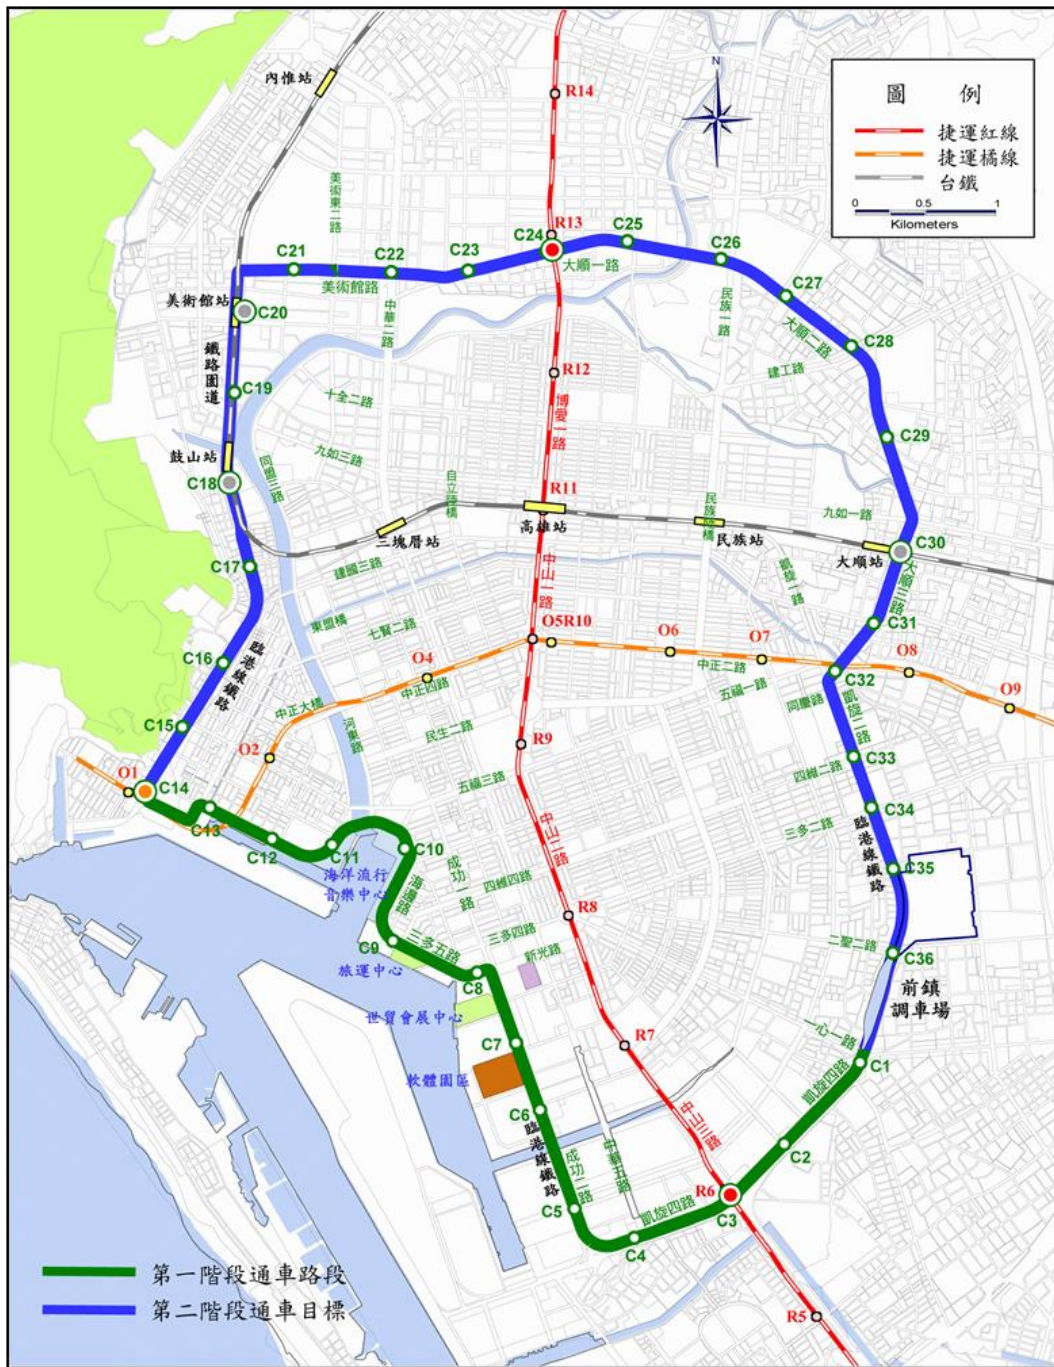 內惟站
R14
N
圖 例
捷運紅線
捷運橘線
台鐵
0 0.5 1
Kilometers
美術東二路
R13
C24
C25
大順一路
C26
C21
C22
C23
美術館路
中華二路
民族一路
C27
美術館站
C20
大順二路
C28
鐵路園道
建工路
R12
C19
十全二路
博愛一路
鼓山站
九如三路
C29
C18
同盟三路
自立陸橋
R11
高雄站
民族陸橋
九如一路
三塊厝站
民族站
C30
大順站
C17
建國三路
中山一路
凱旋一路
大順三路
東盟橋
七賢二路
C31
O5R10
O6
O7
O8
C16
臨港線鐵路
O4
中正四路
中正二路
C32
五福一路
同慶路
O9
中正大橋
C15
河東路
民生二路
凱旋二路
O2
R9
C33
四維二路
O1
C14
五福三路
C13
C34
三多二路
中山二路
臨港線鐵路
C12
C11
C10
C35
海洋流行
音樂中心
成功一路
四維四路
海邊路
R8
三多四路
二聖二路
C9
三多五路
新光路
C36
旅運中心
C8
前鎮
調車場
世貿會展中心
C7
R7
一心一路
C1
軟體園區
凱旋四路
C6
中山三路
臨港線鐵路
中華五路
C2
成功二路
R6
C5
凱旋四路
C3
C4
第一階段通車路段
第二階段通車目標
R5